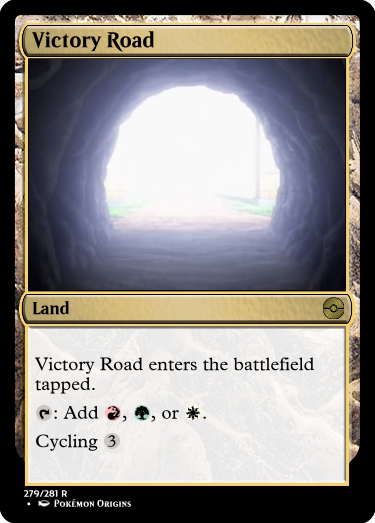 Victory Road
Land
Victory Road enters the battlefield
tapped.
: Add , , or .
Cycling 3
279/281 R
• Pokémon Origins